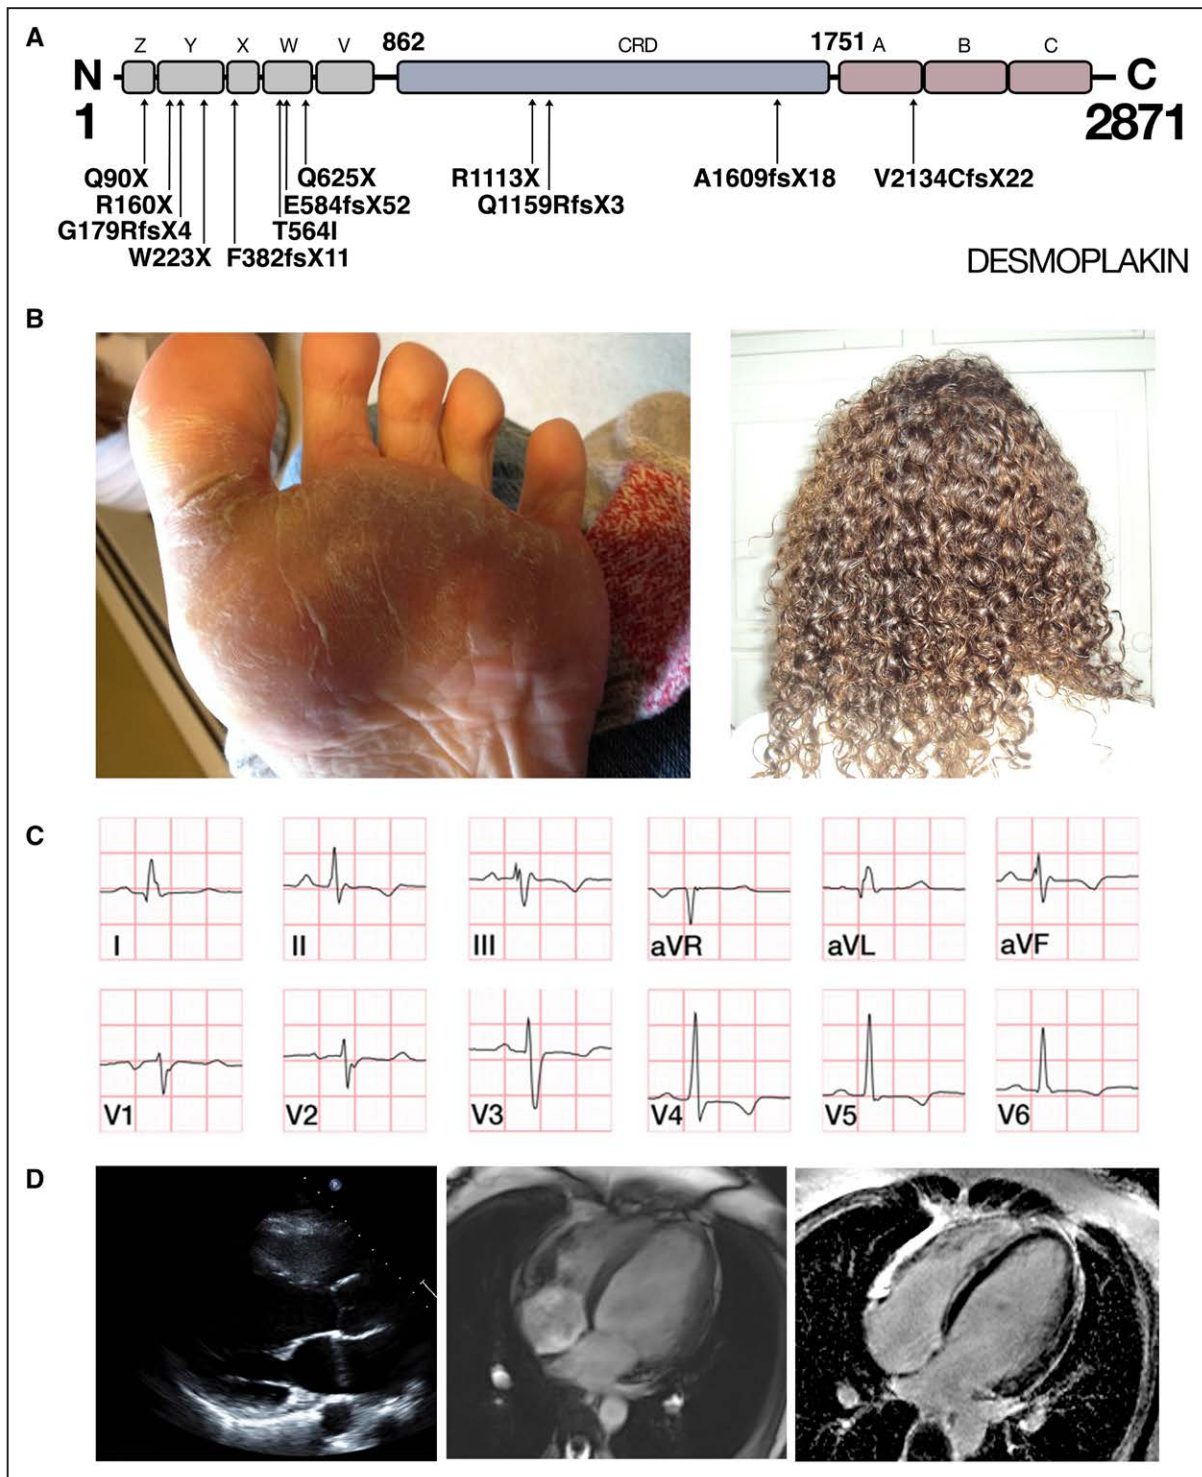 A
Z Y X W V 862 CRD 1751 A B C
N C
1 2871
Q90X Q625X R1113X A1609fsX18 V2134CfsX22
R160X E584fsX52 Q1159RfsX3
G179RfsX4 T564I
W223X F382fsX11
DESMOPLAKIN
B
C
I II III aVR aVL aVF
V1 V2 V3 V4 V5 V6
D